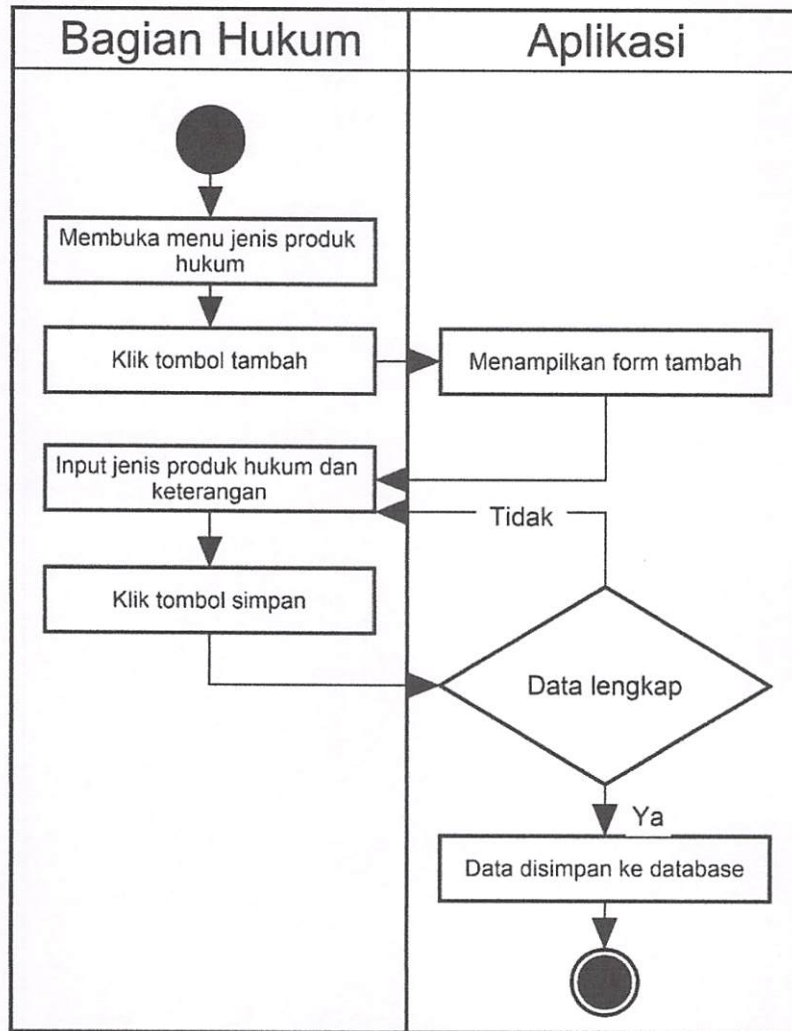 Bagian Hukum
Aplikasi
Membuka menu jenis produk
hukum
Klik tombol tambah
Menampilkan form tambah
Input jenis produk hukum dan
keterangan
Tidak
Klik tombol simpan
Data lengkap
Ya
Data disimpan ke database